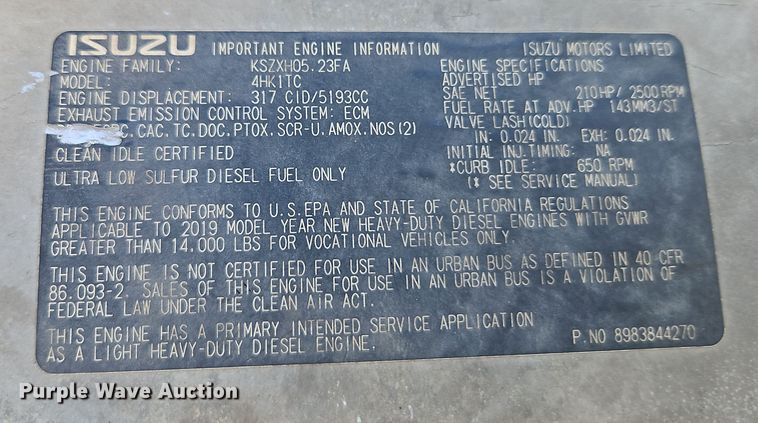 ISUZU IMPORTANT ENGINE INFORMATION ISUZU MOTORS LIMITED
ENGINE FAMILY: KSZXH05.23FA
MODEL: 4HK1TC
ENGINE DISPLACEMENT: 317 CID/5193CC
EXHAUST EMISSION CONTROL SYSTEM: ECM
CAC, TC, DOC, PTOX, SCR-U, AMOX, NOS(2)
CLEAN IDLE CERTIFIED
ULTRA LOW SULFUR DIESEL FUEL ONLY
ENGINE SPECIFICATIONS
ADVERTISED HP
SAE NET 210HP/2500RPM
FUEL RATE AT ADV.HP 143MM3/ST
VALVE LASH(COLD)
IN: 0.024 IN. EXH: 0.024 IN.
INITIAL INJ.TIMING: NA
*CURB IDLE: 650 RPM
(* SEE SERVICE MANUAL)
THIS ENGINE CONFORMS TO U.S.EPA AND STATE OF CALIFORNIA REGULATIONS
APPLICABLE TO 2019 MODEL YEAR NEW HEAVY-DUTY DIESEL ENGINES WITH GVWR
GREATER THAN 14.000 LBS FOR VOCATIONAL VEHICLES ONLY.
THIS ENGINE IS NOT CERTIFIED FOR USE IN AN URBAN BUS AS DEFINED IN 40 CFR
86.093-2. SALES OF THIS ENGINE FOR USE IN AN URBAN BUS IS A VIOLATION OF
FEDERAL LAW UNDER THE CLEAN AIR ACT.
THIS ENGINE HAS A PRIMARY INTENDED SERVICE APPLICATION
AS A LIGHT HEAVY-DUTY DIESEL ENGINE.
P.NO 8983844270
Purple Wave Auction